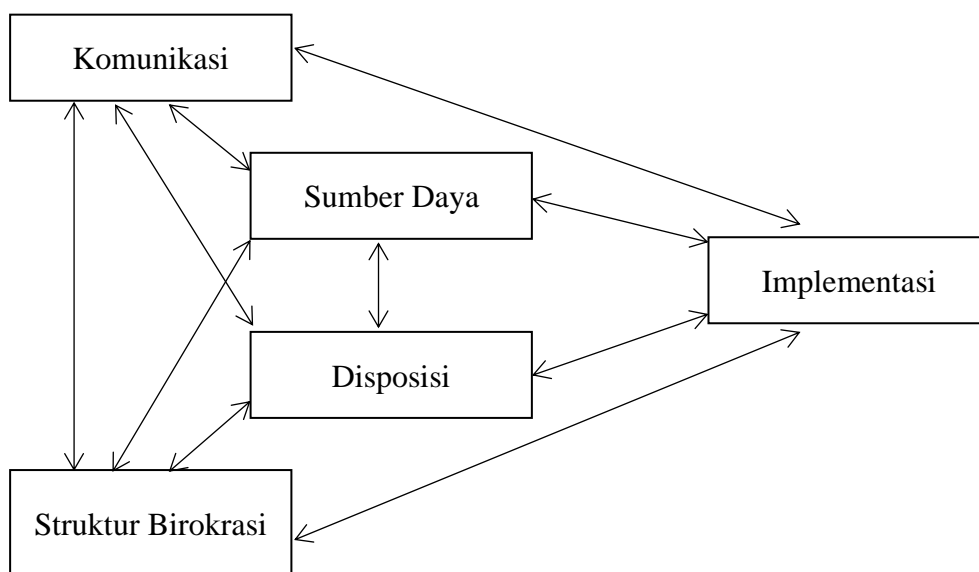 Komunikasi
Sumber Daya
Implementasi
Disposisi
Struktur Birokrasi